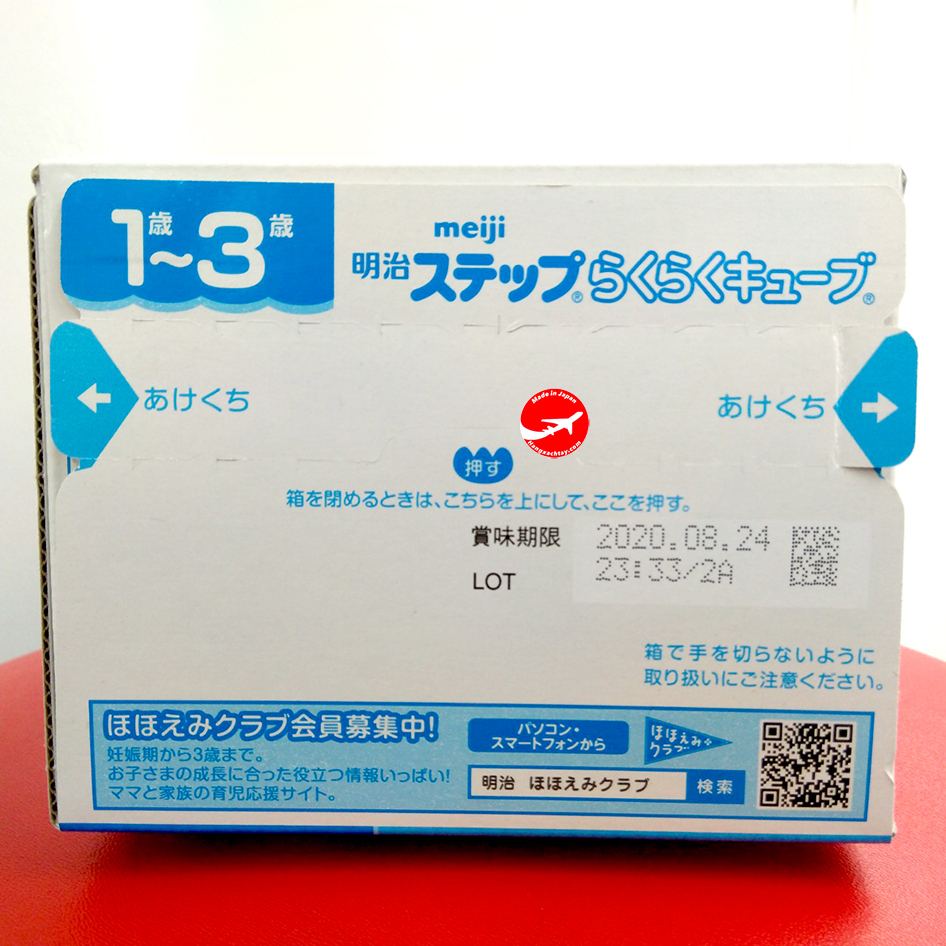 1歳～3歳
meiji
明治ステップ®らくらくキューブ®
あけくち
あけくち
Made in Japan
Hangxachtay.com
押す
箱を閉めるときは、こちらを上にして、ここを押す。
賞味期限 2020.08.24
LOT 23:33/2A
箱で手を切らないように
取り扱いにご注意ください。
ほほえみクラブ会員募集中!
妊娠期から3歳まで。
お子さまの成長に合った役立つ情報いっぱい!
ママと家族の育児応援サイト。
パソコン・
スマートフォンから
ほほえみ
クラブ
明治 ほほえみクラブ 検索